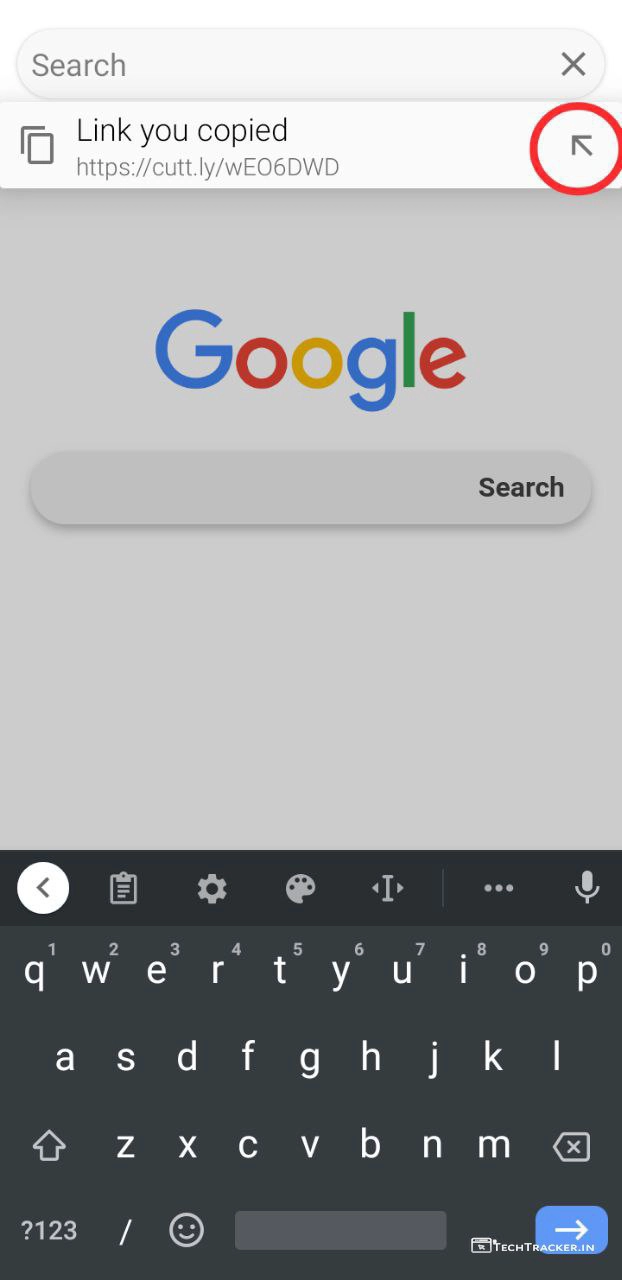 Search
Link you copied
https://cutt.ly/wEO6DWD
Google
Search
1 2 3 4 5 6 7 8 9 0
q w e r t y u i o p
a s d f g h j k l
z x c v b n m
?123 /
TECHTRACKER.IN